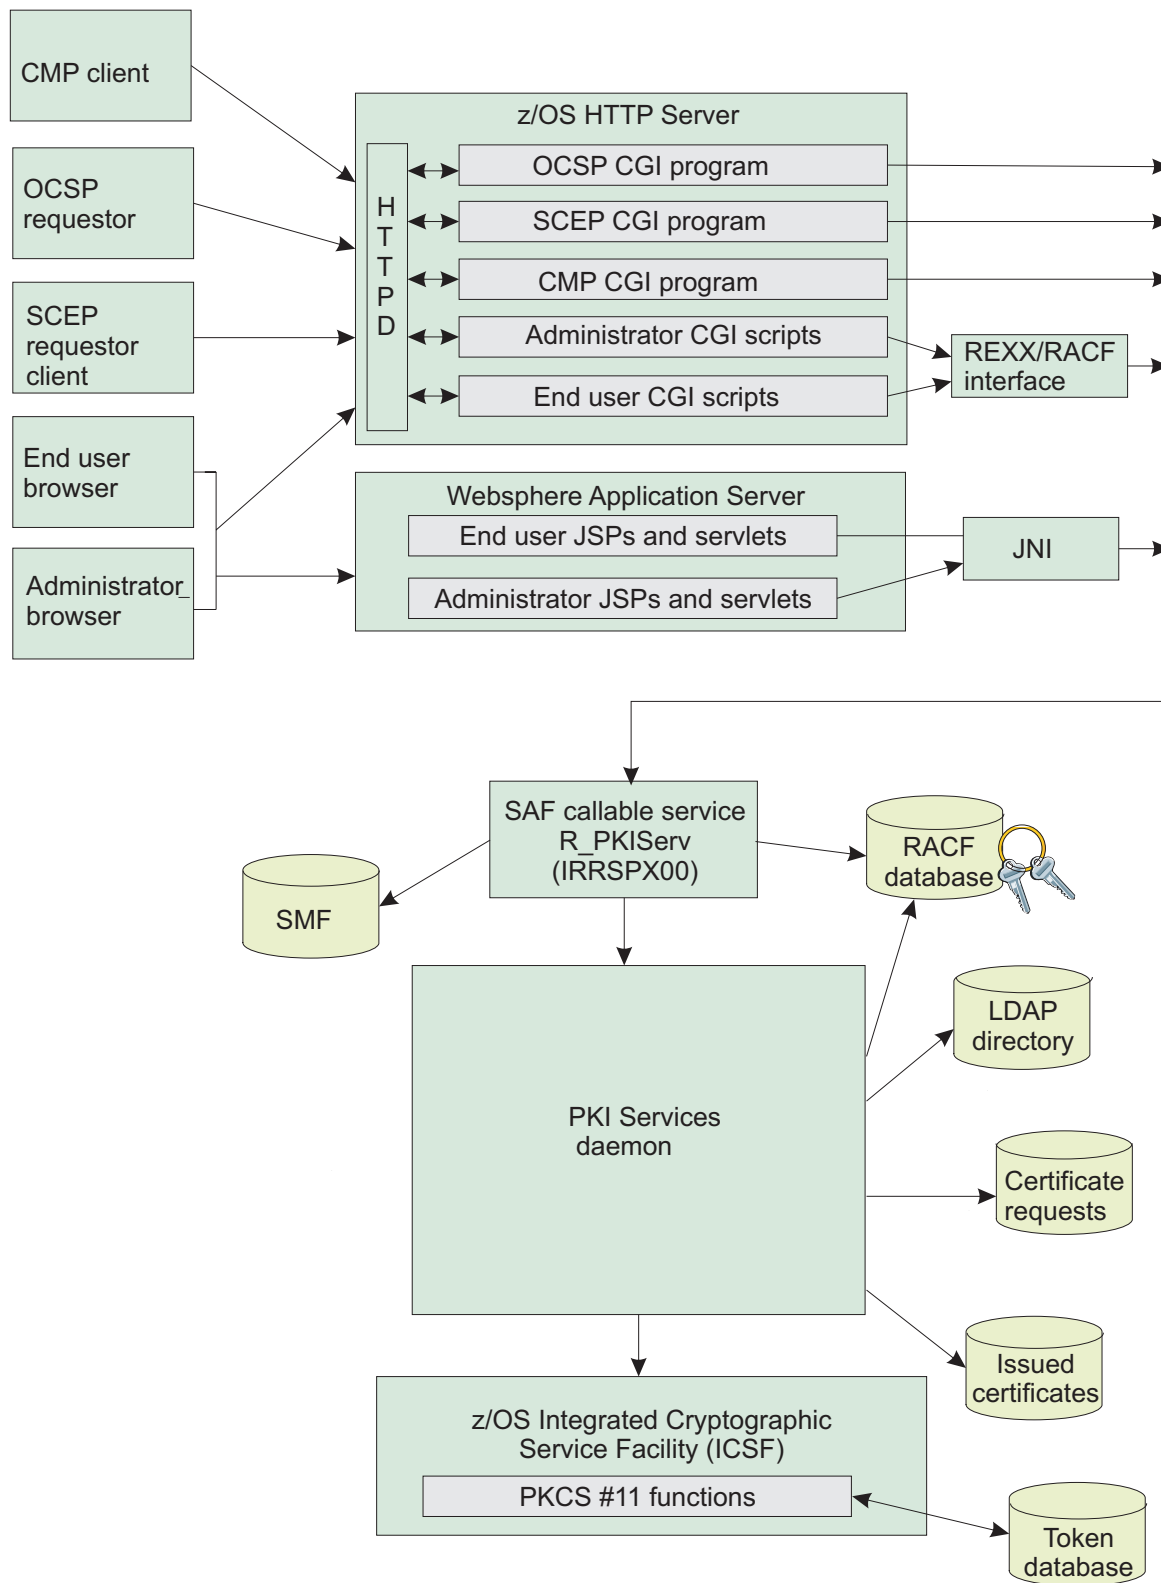 CMP client
OCSP
requestor
SCEP
requestor
client
End user
browser
Administrator
browser
z/OS HTTP Server
H
T
T
P
D
OCSP CGI program
SCEP CGI program
CMP CGI program
Administrator CGI scripts
End user CGI scripts
REXX/RACF
interface
Websphere Application Server
End user JSPs and servlets
Administrator JSPs and servlets
JNI
SAF callable service
R_PKIServ
(IRRSPX00)
SMF
RACF
database
LDAP
directory
PKI Services
daemon
Certificate
requests
Issued
certificates
z/OS Integrated Cryptographic
Service Facility (ICSF)
PKCS #11 functions
Token
database